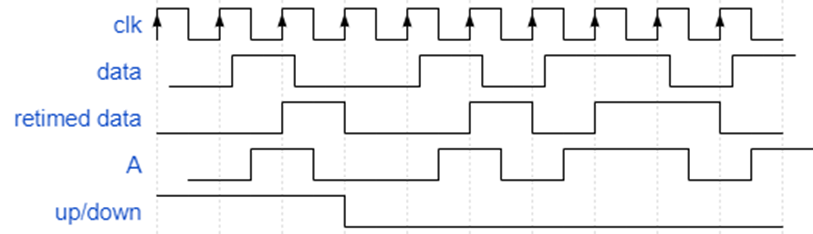 clk
data
retimed data
A
up/down